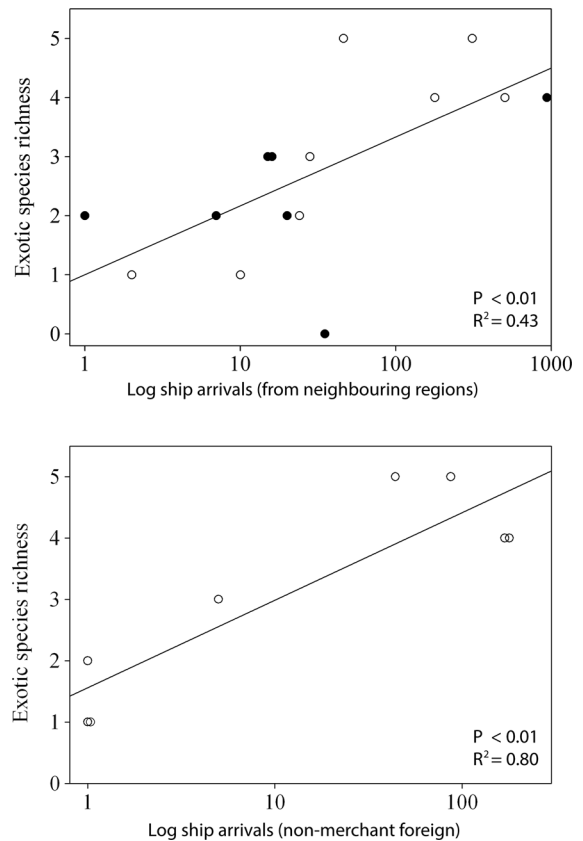 Exotic species richness
5
4
3
2
1
0
P < 0.01
R² = 0.43
1 10 100 1000
Log ship arrivals (from neighbouring regions)
Exotic species richness
5
4
3
2
1
0
P < 0.01
R² = 0.80
1 10 100
Log ship arrivals (non-merchant foreign)